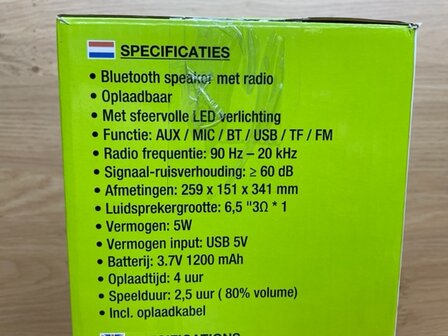 SPECIFICATIES
• Bluetooth speaker met radio
• Oplaadbaar
• Met sfeervolle LED verlichting
• Functie: AUX / MIC / BT / USB / TF / FM
• Radio frequentie: 90 Hz – 20 kHz
• Signaal-ruisverhouding: ≥ 60 dB
• Afmetingen: 259 x 151 x 341 mm
• Luidsprekergrootte: 6,5 "3Ω * 1
• Vermogen: 5W
• Vermogen input: USB 5V
• Batterij: 3.7V 1200 mAh
• Oplaadtijd: 4 uur
• Speelduur: 2,5 uur ( 80% volume)
• Incl. oplaadkabel